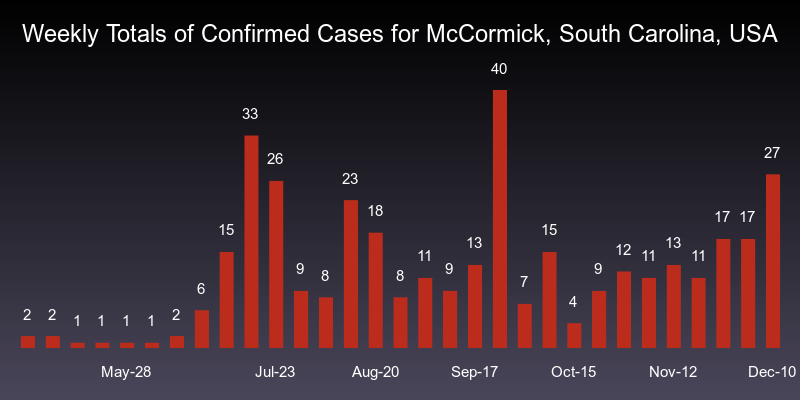 Weekly Totals of Confirmed Cases for McCormick, South Carolina, USA
2 2 1 1 1 1 2 6 15 33 26 9 8 23 18 8 11 9 13 40 7 15 4 9 12 11 13 11 17 17 27
May-28 Jul-23 Aug-20 Sep-17 Oct-15 Nov-12 Dec-10